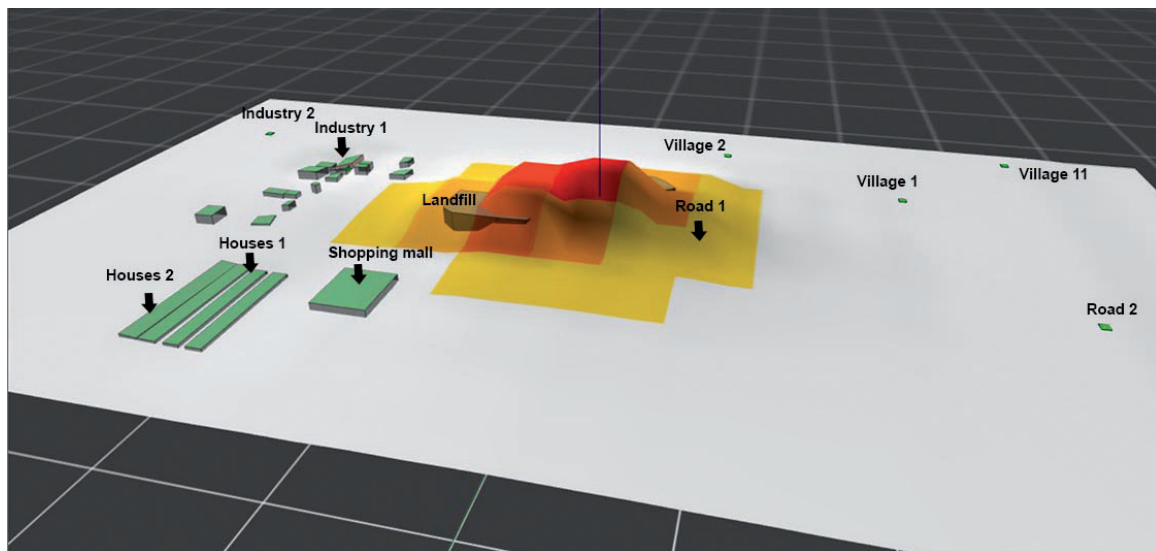 Industry 2
Industry 1
Village 2
Village 1
Village 11
Landfill
Road 1
Houses 1
Shopping mall
Houses 2
Road 2